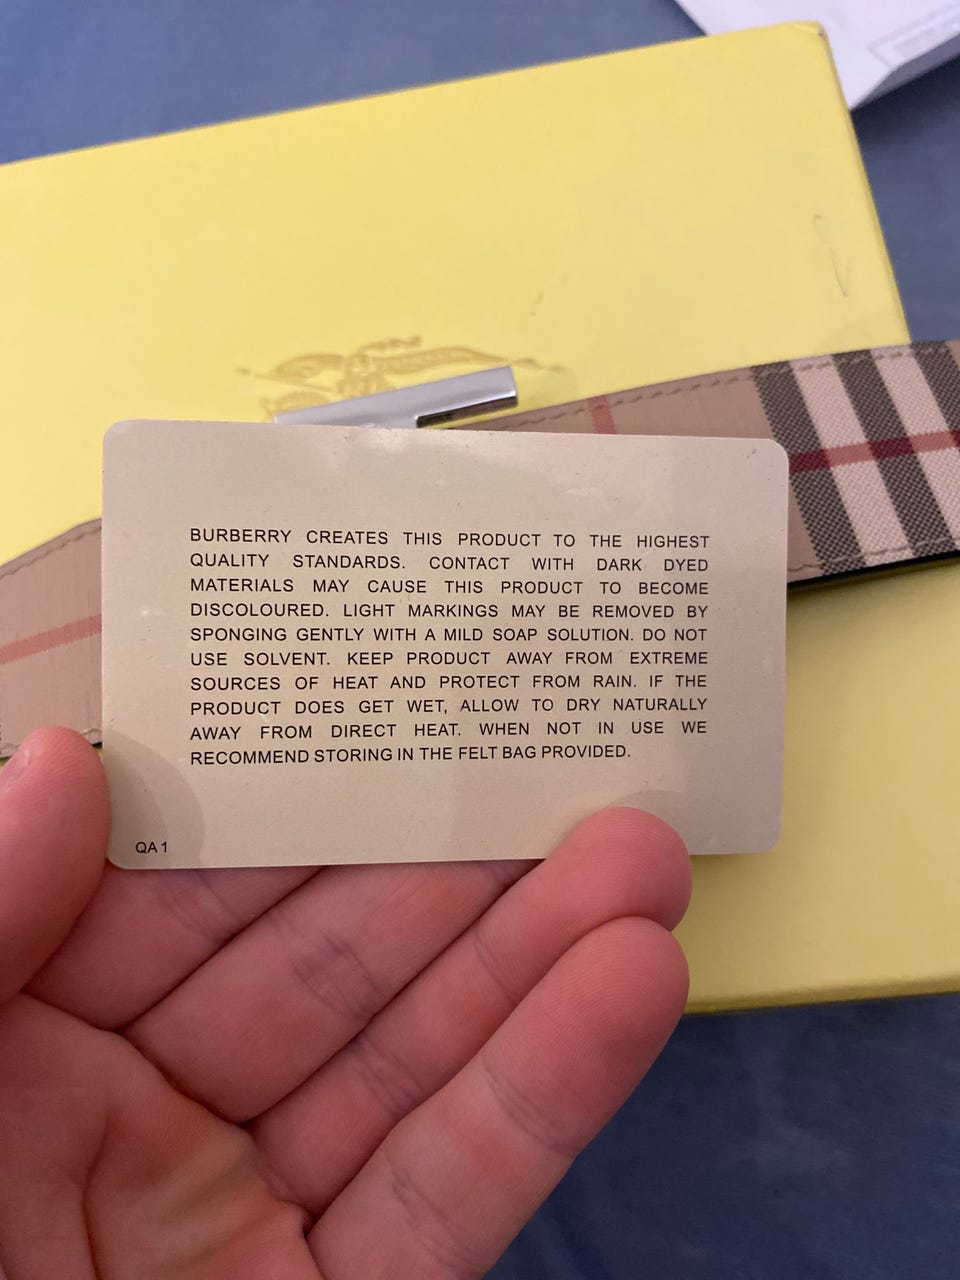 BURBERRY CREATES THIS PRODUCT TO THE HIGHEST
QUALITY STANDARDS. CONTACT WITH DARK DYED
MATERIALS MAY CAUSE THIS PRODUCT TO BECOME
DISCOLOURED. LIGHT MARKINGS MAY BE REMOVED BY
SPONGING GENTLY WITH A MILD SOAP SOLUTION. DO NOT
USE SOLVENT. KEEP PRODUCT AWAY FROM EXTREME
SOURCES OF HEAT AND PROTECT FROM RAIN. IF THE
PRODUCT DOES GET WET, ALLOW TO DRY NATURALLY
AWAY FROM DIRECT HEAT. WHEN NOT IN USE WE
RECOMMEND STORING IN THE FELT BAG PROVIDED.
QA 1